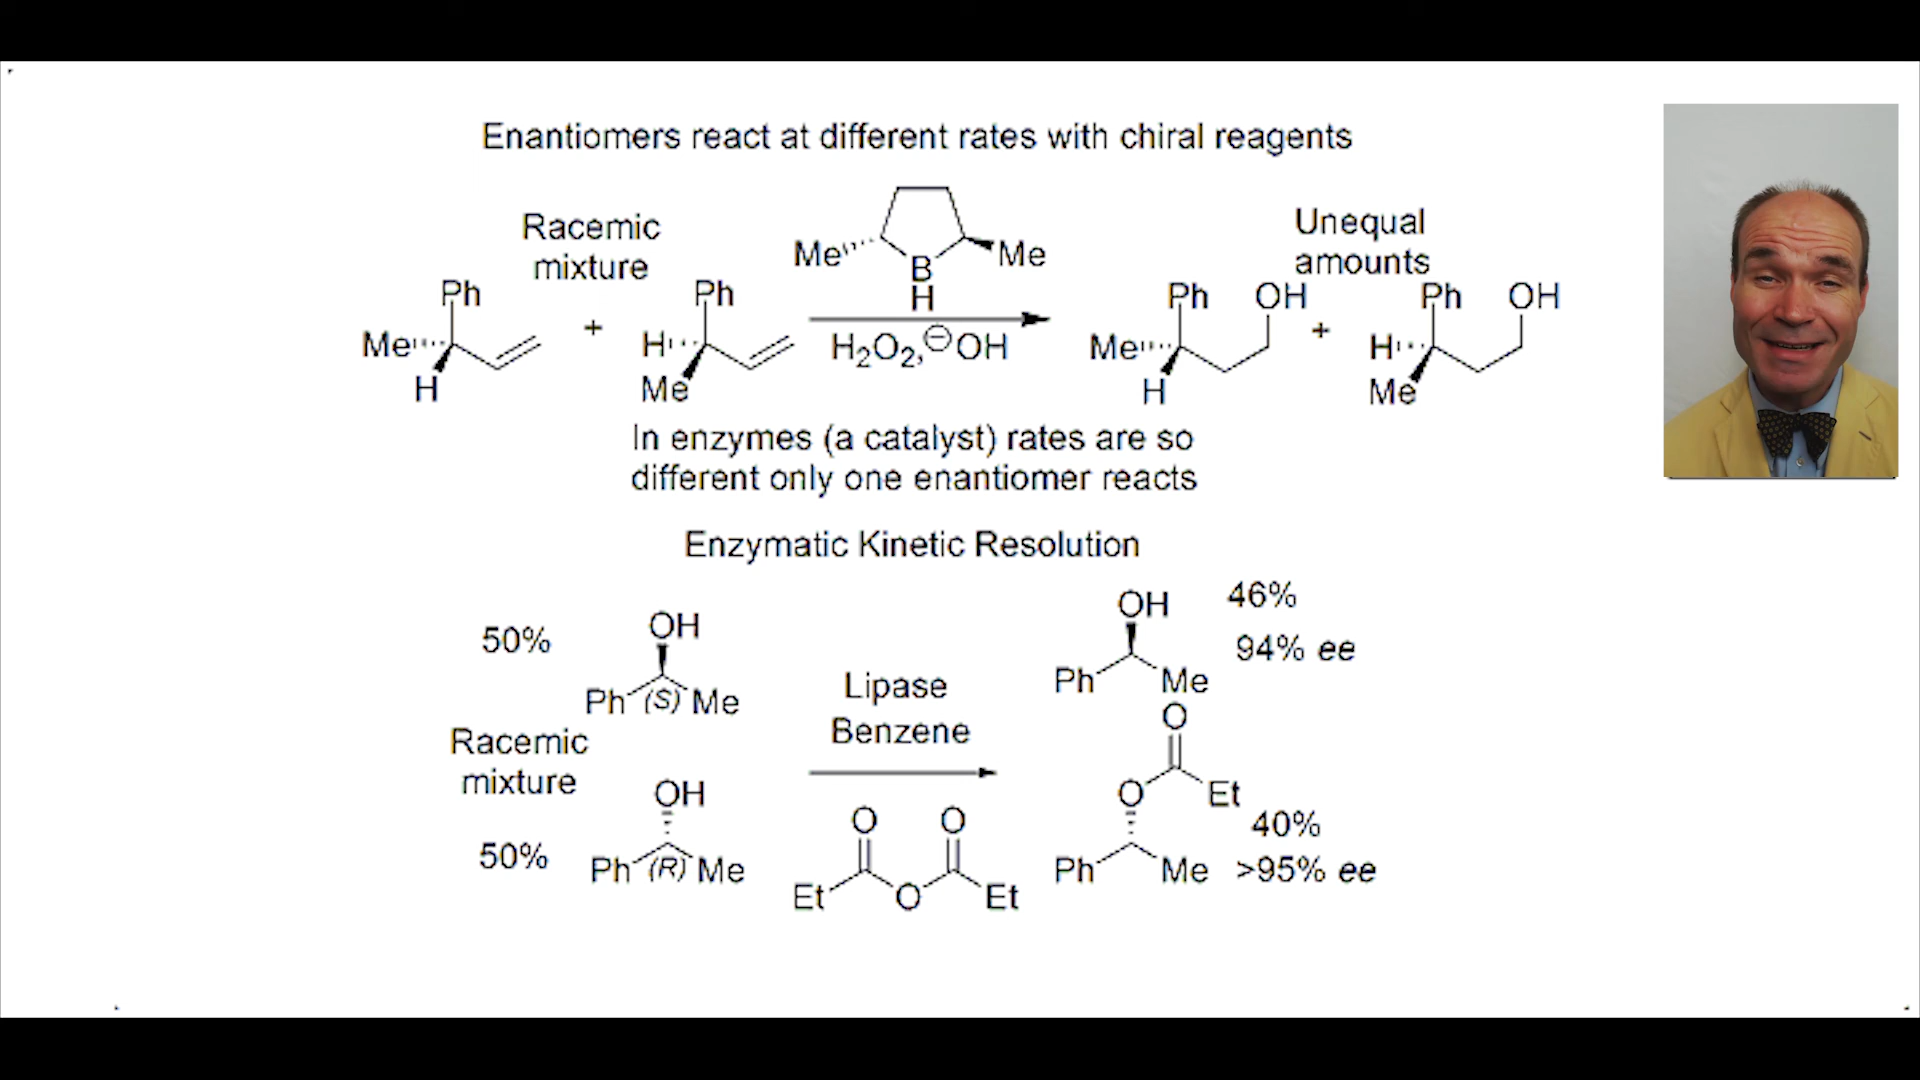 Enantiomers react at different rates with chiral reagents
Racemic
mixture
Ph
Me
H
+
Ph
H
Me
Me
B
H
Me
H₂O₂, ⊖OH
Unequal
amounts
Ph
OH
Me
H
+
Ph
OH
H
Me
In enzymes (a catalyst) rates are so
different only one enantiomer reacts
Enzymatic Kinetic Resolution
50%
OH
Ph (S) Me
Racemic
mixture
50%
OH
Ph (R) Me
Lipase
Benzene
O O
Et O Et
OH
Ph Me
46%
94% ee
O
O Et
Ph Me
40%
>95% ee